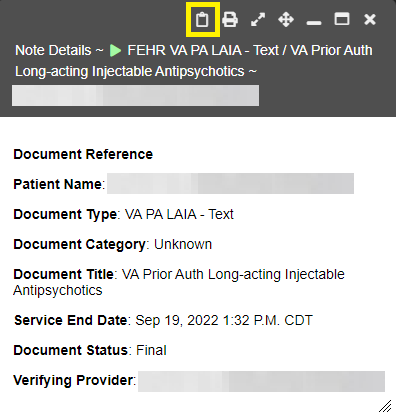 Note Details ~ ▶ FEHR VA PA LAIA - Text / VA Prior Auth
Long-acting Injectable Antipsychotics ~
Document Reference
Patient Name:
Document Type: VA PA LAIA - Text
Document Category: Unknown
Document Title: VA Prior Auth Long-acting Injectable
Antipsychotics
Service End Date: Sep 19, 2022 1:32 P.M. CDT
Document Status: Final
Verifying Provider: